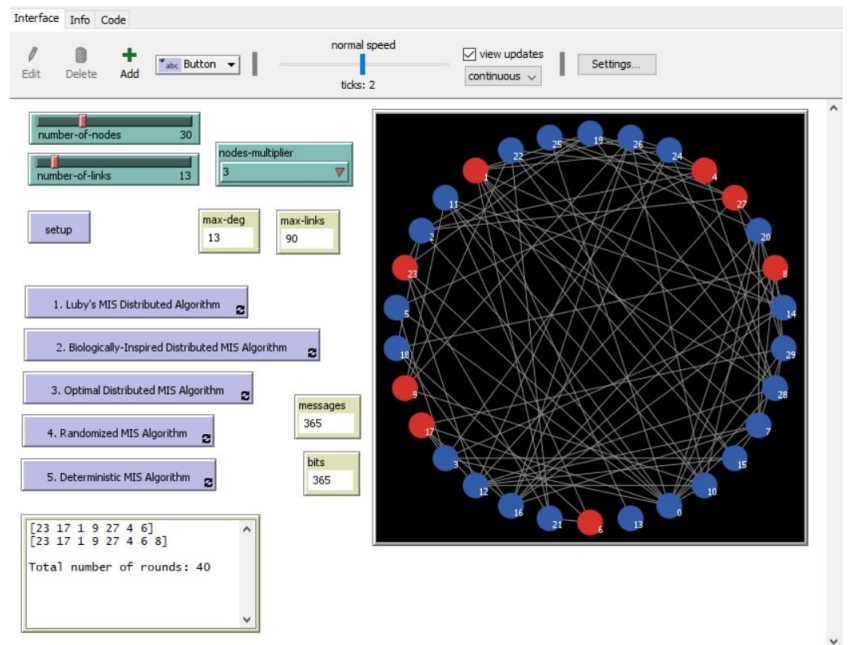 Interface Info Code
normal speed
view updates
Edit Delete Add
abc Button
ticks: 2
continuous
Settings...
number-of-nodes 30
number-of-links 13
nodes-multiplier
3
setup
max-deg
13
max-links
90
1. Luby's MIS Distributed Algorithm
2. Biologically-Inspired Distributed MIS Algorithm
3. Optimal Distributed MIS Algorithm
4. Randomized MIS Algorithm
5. Deterministic MIS Algorithm
messages
365
bits
365
[23 17 1 9 27 4 6]
[23 17 1 9 27 4 6 8]
Total number of rounds: 40
19
26
24
4
27
20
8
14
29
28
7
15
10
0
13
6
21
16
12
3
17
9
18
5
23
2
11
1
22
25